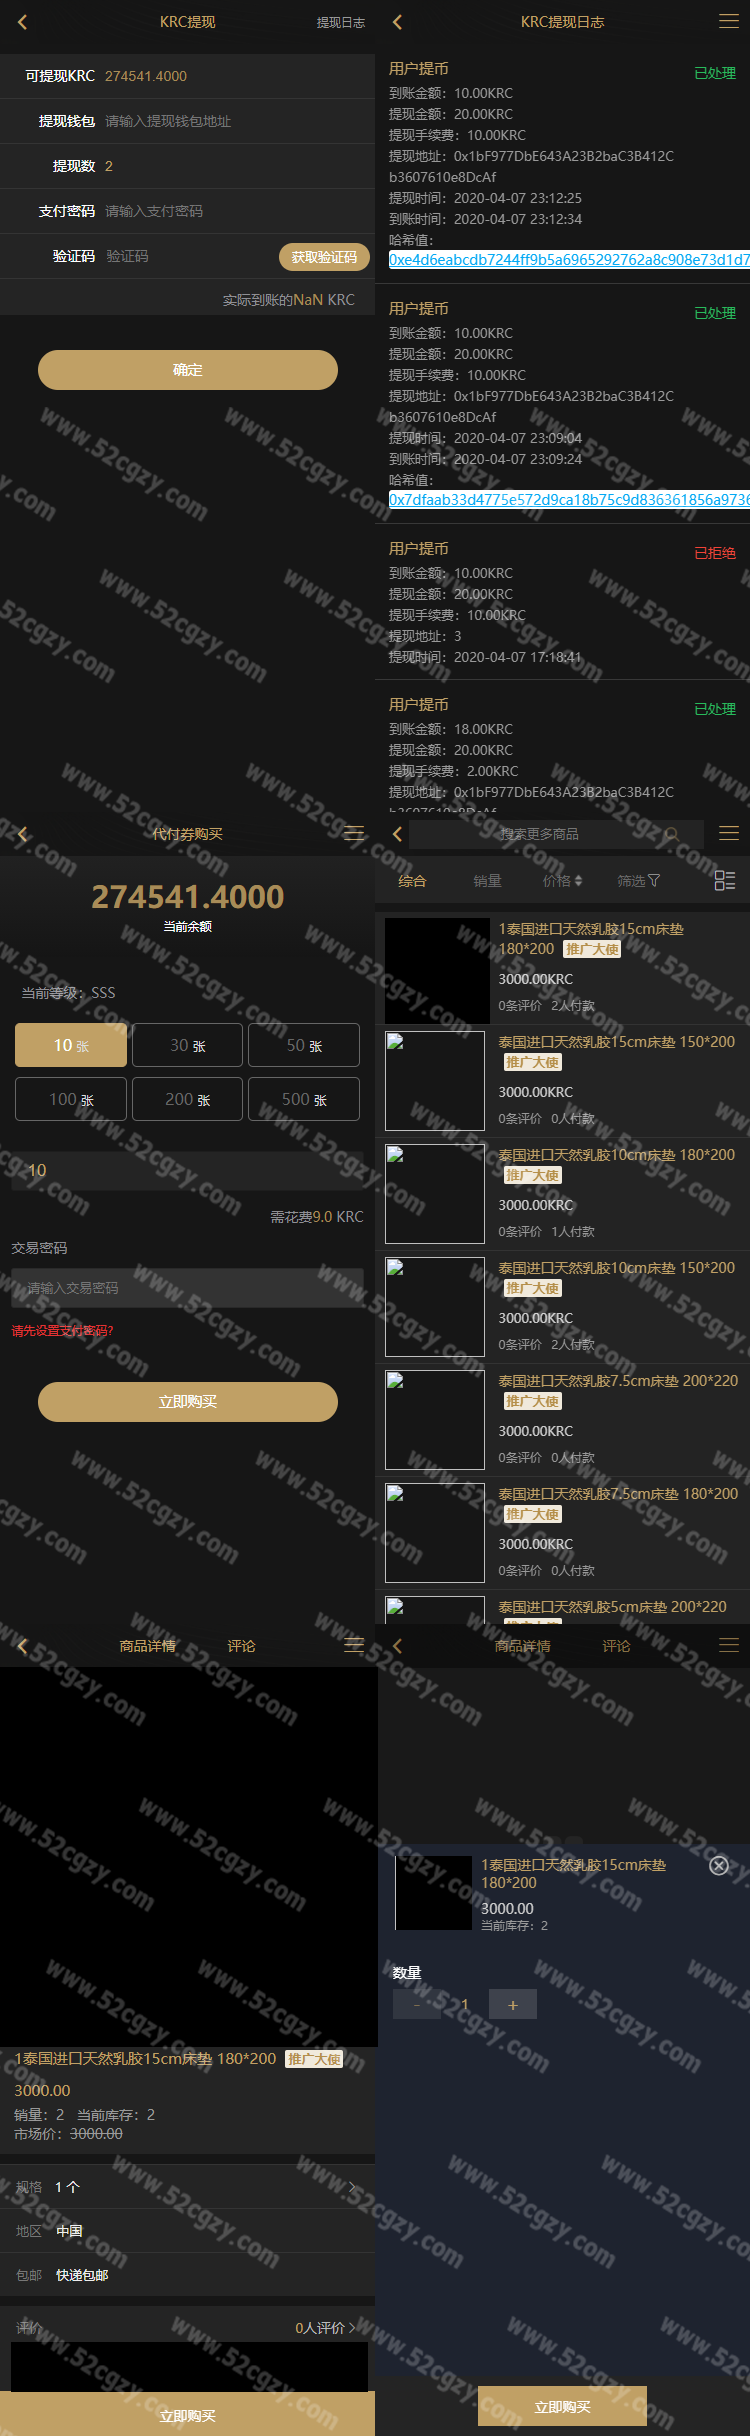 KRC提现
提现日志
可提现KRC 274541.4000
提现钱包 请输入提现钱包地址
提现数 2
支付密码 请输入支付密码
验证码 验证码 获取验证码
实际到账的NaN KRC
确定
KRC提现日志
用户提币 已处理
到账金额：10.00KRC
提现金额：20.00KRC
提现手续费：10.00KRC
提现地址：0x1bF977DbE643A23B2baC3B412C
b3607610e8DcAf
提现时间：2020-04-07 23:12:25
到账时间：2020-04-07 23:12:34
哈希值：
0xe4d6eabcdb7244ff9b5a6965292762a8c908e73d1d7
用户提币 已处理
到账金额：10.00KRC
提现金额：20.00KRC
提现手续费：10.00KRC
提现地址：0x1bF977DbE643A23B2baC3B412C
b3607610e8DcAf
提现时间：2020-04-07 23:09:04
到账时间：2020-04-07 23:09:24
哈希值：
0x7dfaab33d4775e572d9ca18b75c9d836361856a9736
用户提币 已拒绝
到账金额：10.00KRC
提现金额：20.00KRC
提现手续费：10.00KRC
提现地址：3
提现时间：2020-04-07 17:18:41
用户提币 已处理
到账金额：18.00KRC
提现金额：20.00KRC
提现手续费：2.00KRC
提现地址：0x1bF977DbE643A23B2baC3B412C
b3607610e8DcAf
代付券购买
274541.4000
当前余额
当前等级：SSS
10 张 30 张 50 张
100 张 200 张 500 张
10
需花费9.0 KRC
交易密码
请输入交易密码
请先设置支付密码?
立即购买
搜索更多商品
综合 销量 价格 筛选
1泰国进口天然乳胶15cm床垫
180*200 推广大使
3000.00KRC
0条评价 2人付款
泰国进口天然乳胶15cm床垫 150*200
推广大使
3000.00KRC
0条评价 0人付款
泰国进口天然乳胶10cm床垫 180*200
推广大使
3000.00KRC
0条评价 1人付款
泰国进口天然乳胶10cm床垫 150*200
推广大使
3000.00KRC
0条评价 2人付款
泰国进口天然乳胶7.5cm床垫 200*220
推广大使
3000.00KRC
0条评价 0人付款
泰国进口天然乳胶7.5cm床垫 180*200
推广大使
3000.00KRC
0条评价 0人付款
泰国进口天然乳胶5cm床垫 200*220
商品详情 评论
1泰国进口天然乳胶15cm床垫 180*200 推广大使
3000.00
销量：2 当前库存：2
市场价：3000.00
规格 1 个
地区 中国
包邮 快递包邮
评价 0人评价
立即购买
商品详情 评论
1泰国进口天然乳胶15cm床垫
180*200
3000.00
当前库存：2
数量
- 1 +
立即购买
www.52cgzy.com